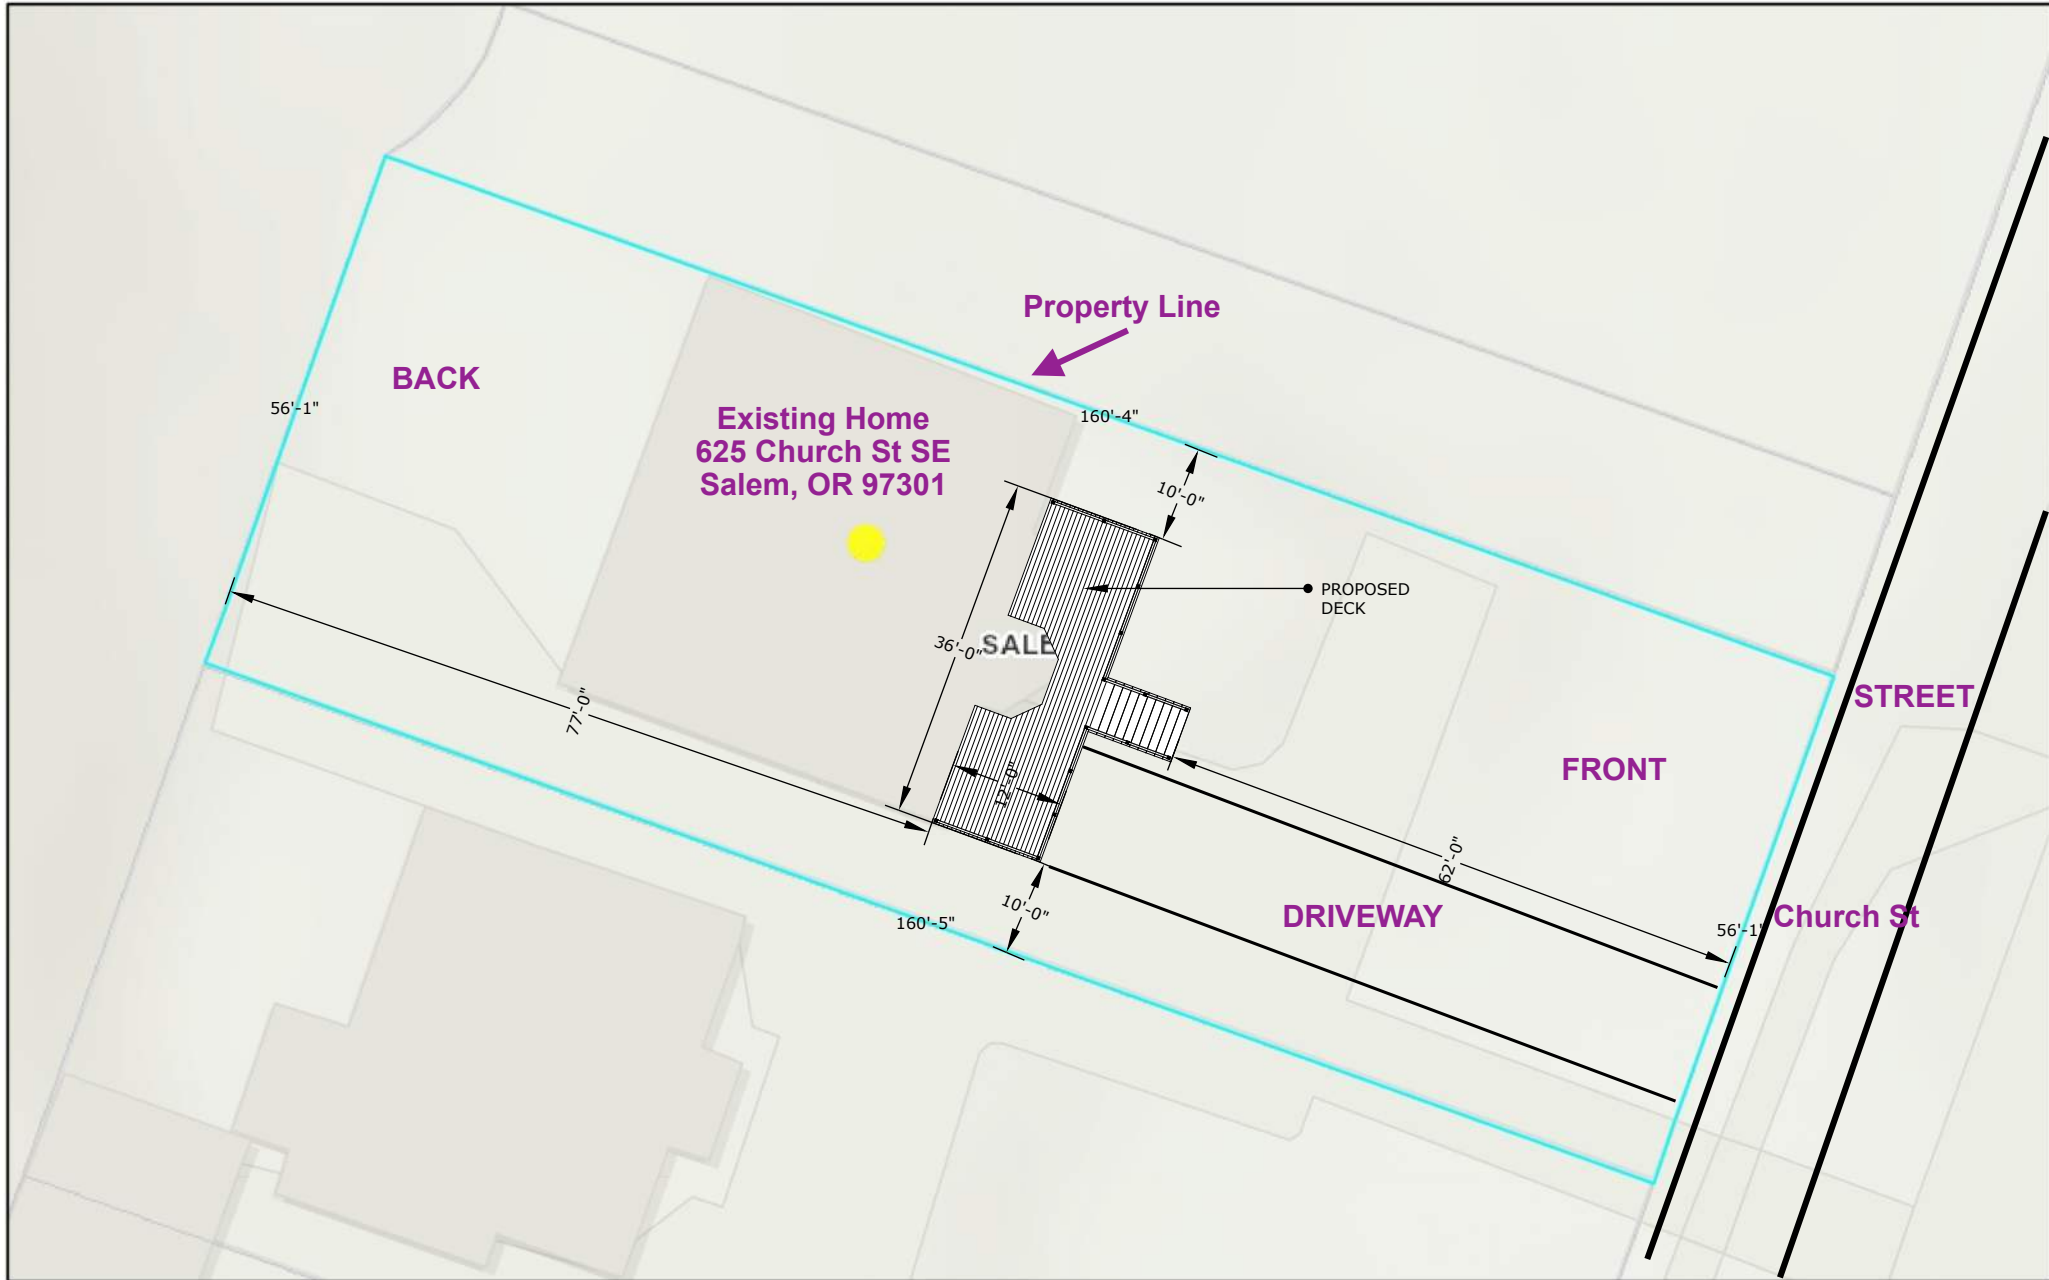 Property Line
BACK
56'-1"
160'-4"
Existing Home
625 Church St SE
Salem, OR 97301
10'-0"
PROPOSED
DECK
36'-0"
SALE
77'-0"
STREET
FRONT
12'-0"
62'-0"
DRIVEWAY
10'-0"
160'-5"
56'-1"
Church St